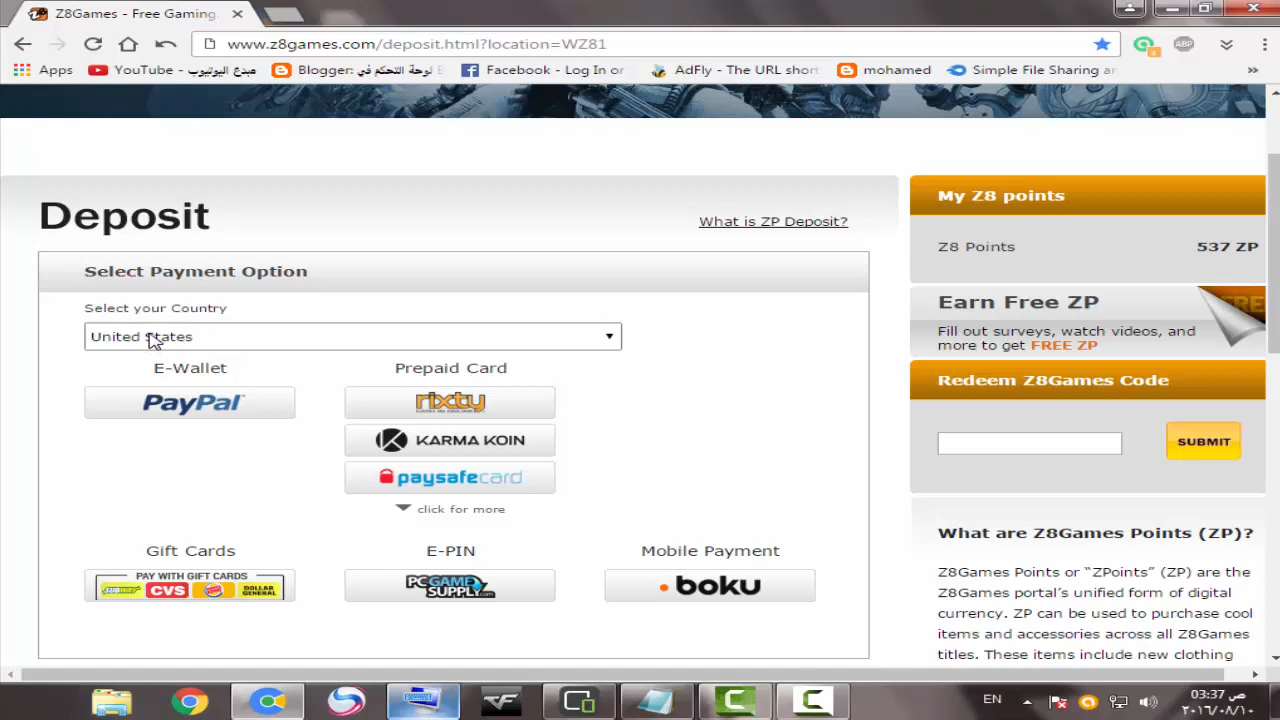 Z8Games - Free Gaming.
www.z8games.com/deposit.html?location=WZ81
ABP
Apps
YouTube - مبدع اليوتيوب
Blogger: لوحة التحكم في
Facebook - Log In or
AdFly - The URL short
mohamed
Simple File Sharing ar
Deposit
What is ZP Deposit?
Select Payment Option
Select your Country
United States
E-Wallet
Prepaid Card
PayPal
rixty
KARMA KOIN
paysafecard
click for more
Gift Cards
E-PIN
Mobile Payment
PAY WITH GIFT CARDS
SUBWAY CVS DOLLAR GENERAL
PC GAME SUPPLY.com
boku
My Z8 points
Z8 Points 537 ZP
Earn Free ZP
FREE
Fill out surveys, watch videos, and
more to get FREE ZP
Redeem Z8Games Code
SUBMIT
What are Z8Games Points (ZP)?
Z8Games Points or “ZPoints” (ZP) are the
Z8Games portal’s unified form of digital
currency. ZP can be used to purchase cool
items and accessories across all Z8Games
titles. These items include new clothing
EN
03:37 ص
٢٠١٦/٠٨/١٠